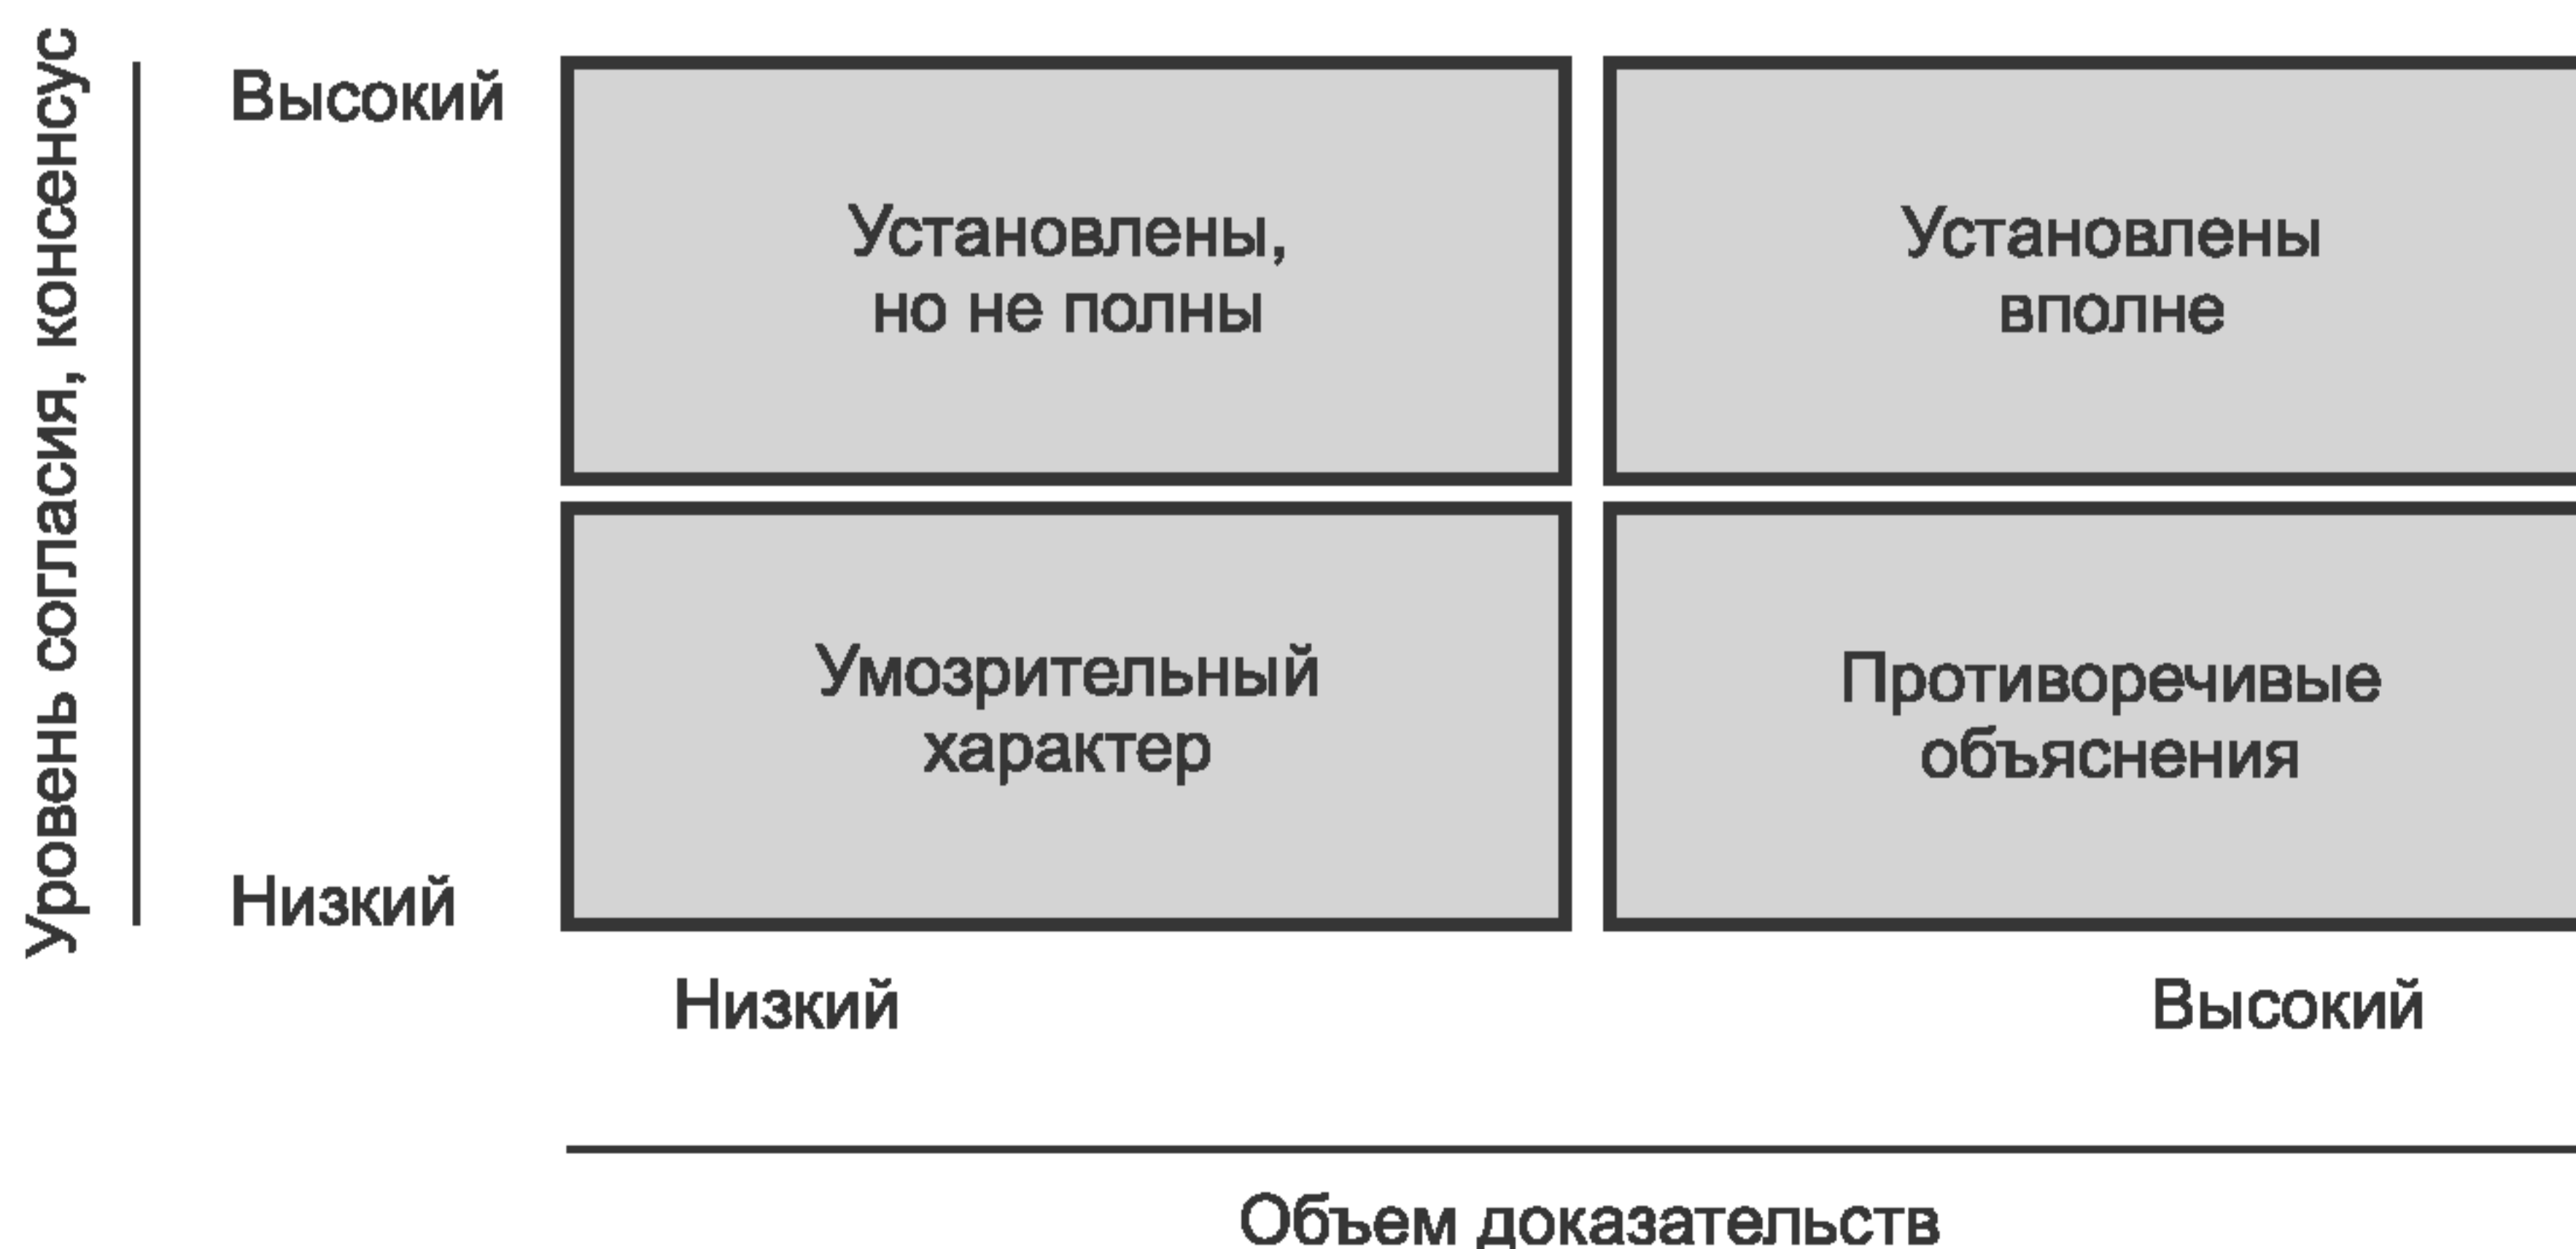 Уровень согласия, консенсус
Высокий
Установлены,
но не полны
Установлены
вполне
Умозрительный
характер
Противоречивые
объяснения
Низкий
Низкий
Высокий
Объем доказательств